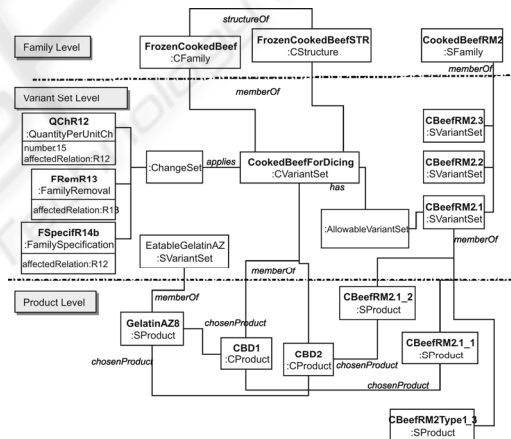 structureOf
Family Level
FrozenCookedBeef
:CFamily
FrozenCookedBeefSTR
:CStructure
CookedBeefRM2
:SFamily
memberOf
memberOf
Variant Set Level
QChR12
:QuantityPerUnitCh
number:15
affectedRelation:R12
CBeefRM2.3
:SVariantSet
:ChangeSet
applies
CookedBeefForDicing
:CVariantSet
CBeefRM2.2
:SVariantSet
FRemR13
:FamilyRemoval
affectedRelation:R13
has
CBeefRM2.1
:SVariantSet
:AllowableVariantSet
FSpecifR14b
:FamilySpecification
affectedRelation:R12
EatableGelatinAZ
:SVariantSet
memberOf
memberOf
Product Level
memberOf
CBeefRM2.1_2
:SProduct
GelatinAZ8
:SProduct
chosenProduct
CBD1
:CProduct
CBD2
:CProduct
CBeefRM2.1_1
:SProduct
chosenProduct
chosenProduct
chosenProduct
CBeefRM2Type1_3
:SProduct